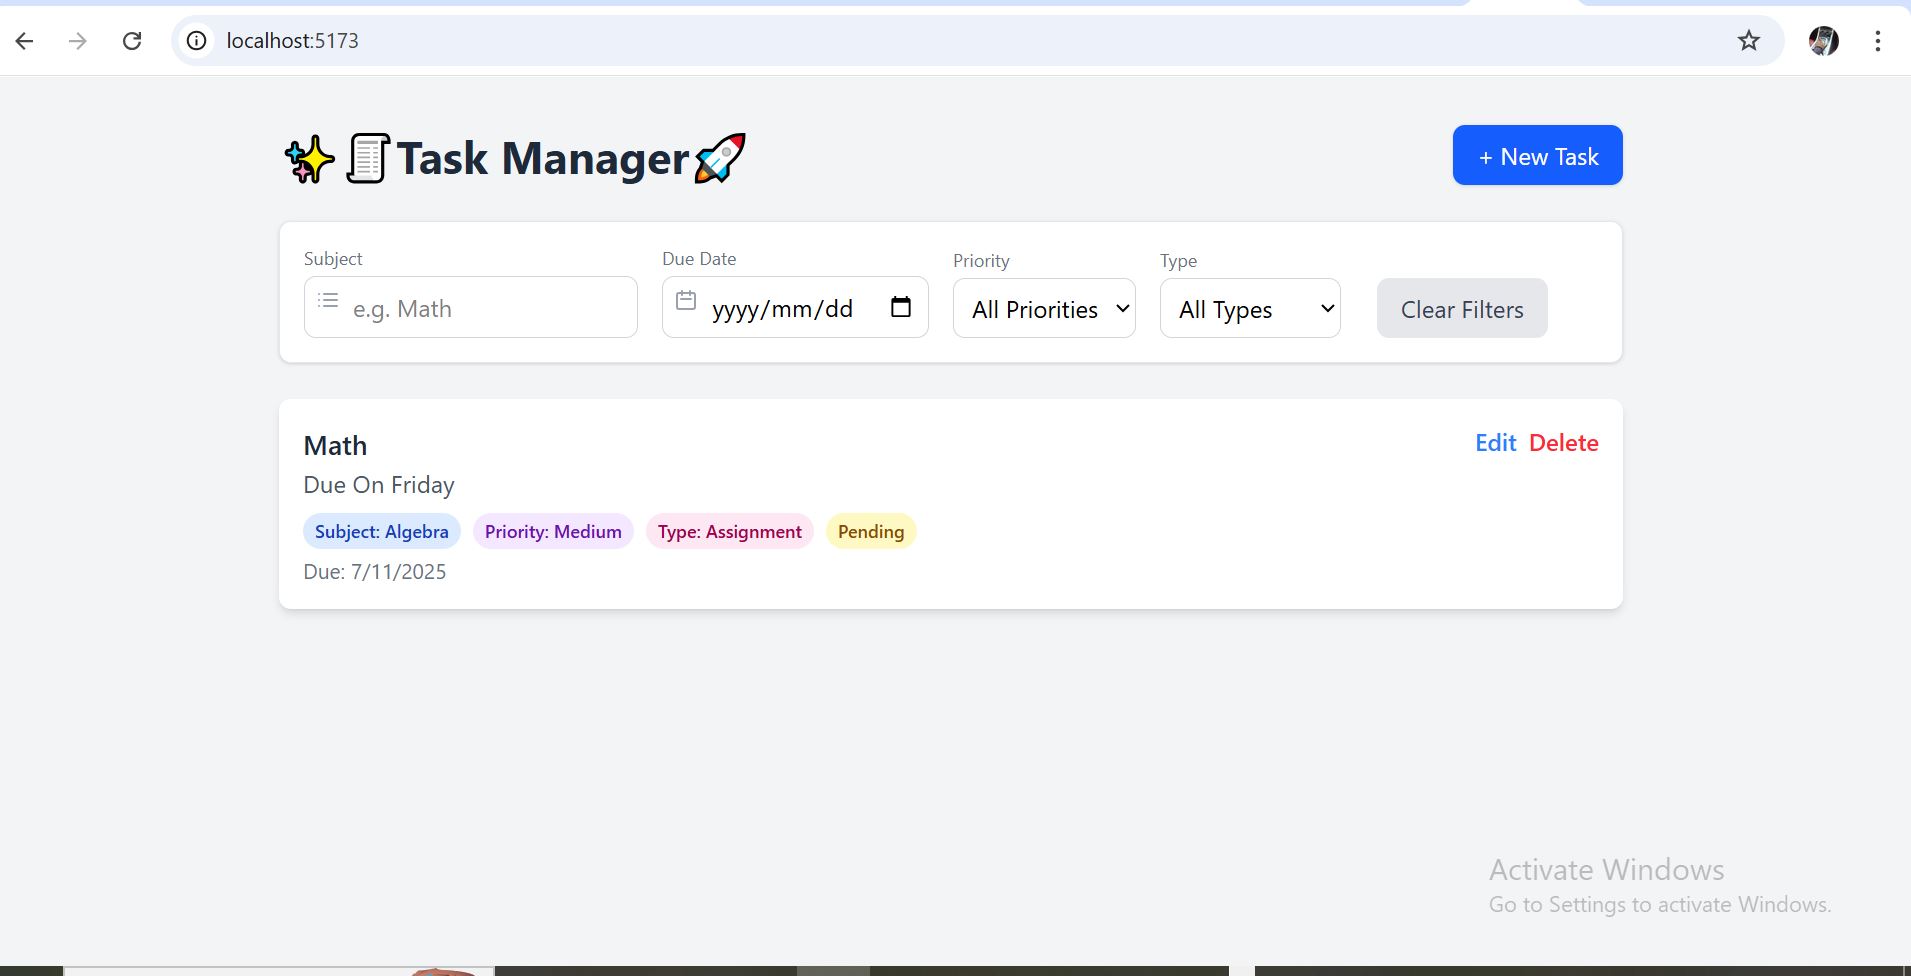 localhost:5173
Task Manager
+ New Task
Subject
Due Date
Priority
Type
e.g. Math
yyyy/mm/dd
All Priorities
All Types
Clear Filters
Math
Edit Delete
Due On Friday
Subject: Algebra Priority: Medium Type: Assignment Pending
Due: 7/11/2025
Activate Windows
Go to Settings to activate Windows.